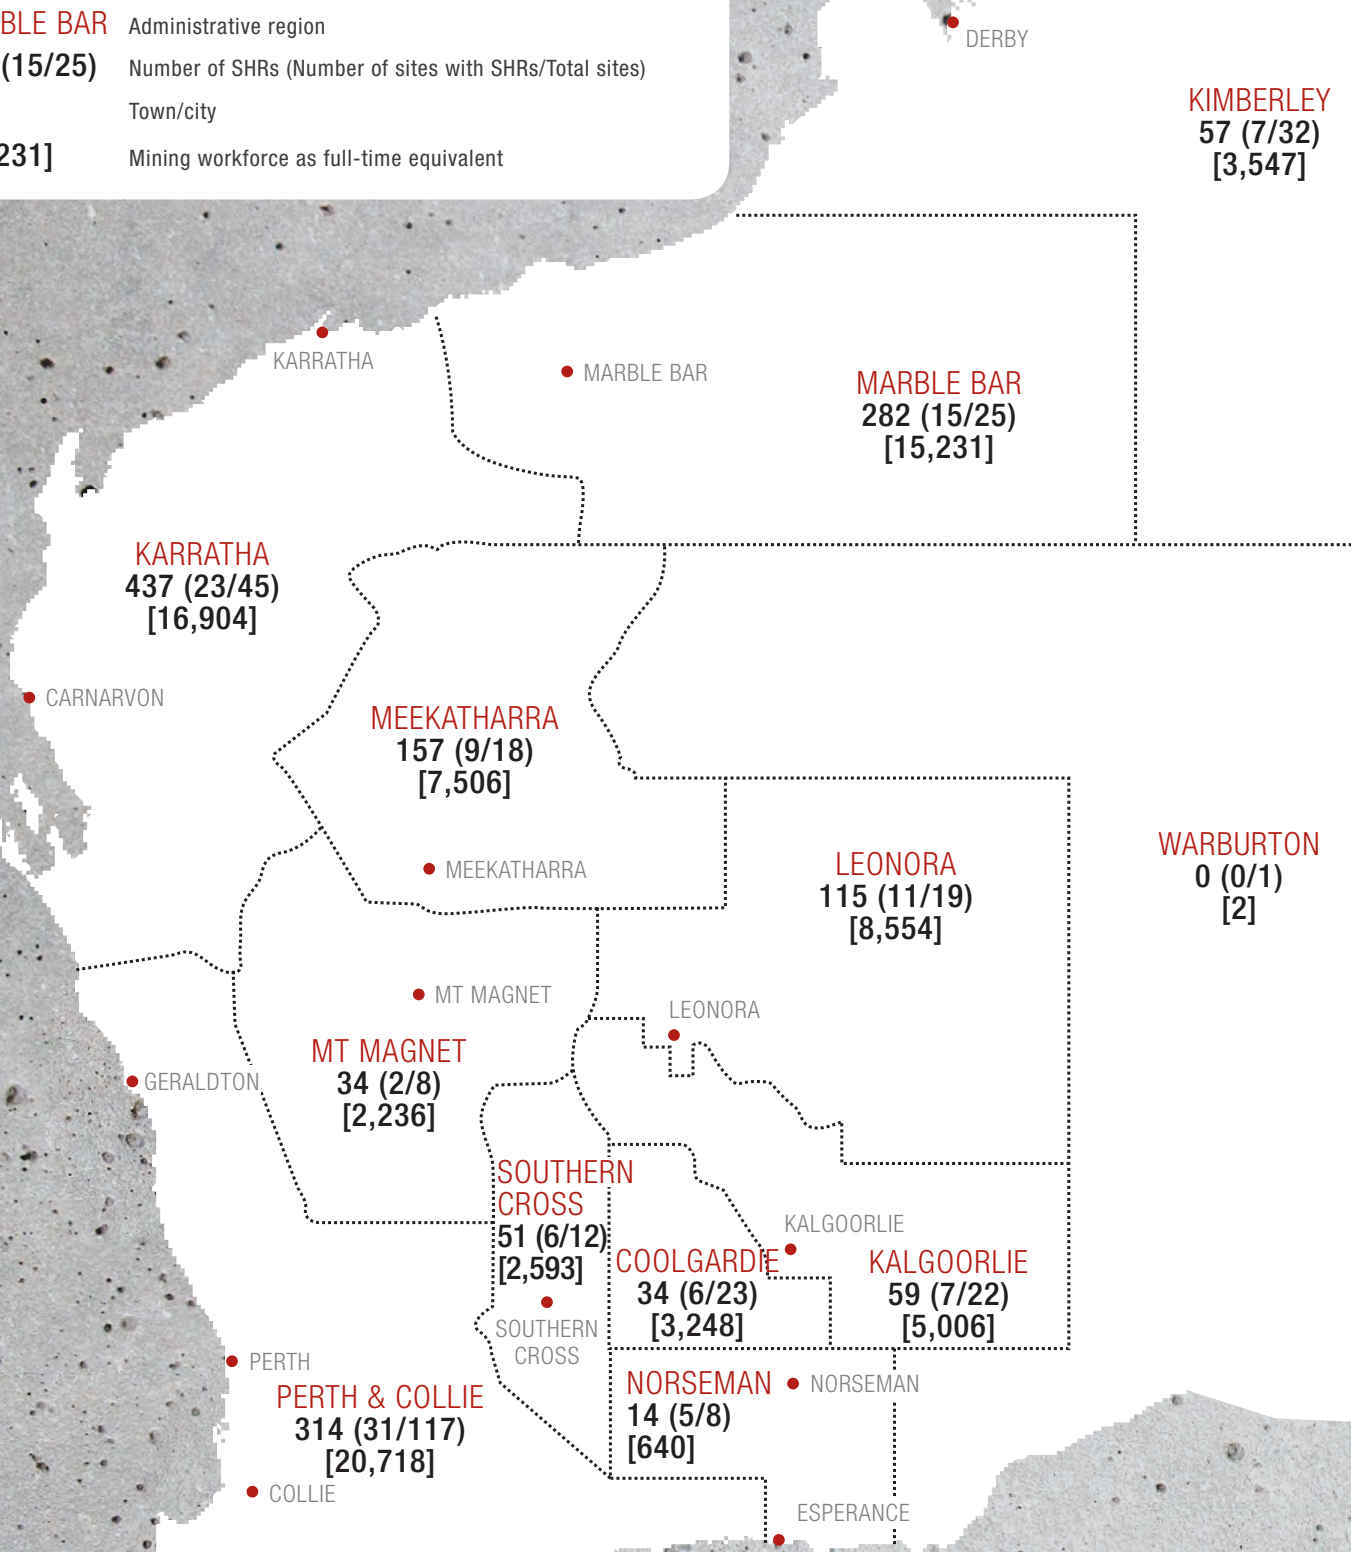 BLE BAR Administrative region
(15/25) Number of SHRs (Number of sites with SHRs/Total sites)
Town/city
231] Mining workforce as full-time equivalent
DERBY
KIMBERLEY
57 (7/32)
[3,547]
KARRATHA
MARBLE BAR
MARBLE BAR
282 (15/25)
[15,231]
KARRATHA
437 (23/45)
[16,904]
CARNARVON
MEEKATHARRA
157 (9/18)
[7,506]
MEEKATHARRA
LEONORA
115 (11/19)
[8,554]
WARBURTON
0 (0/1)
[2]
MT MAGNET
LEONORA
MT MAGNET
34 (2/8)
[2,236]
GERALDTON
SOUTHERN
CROSS
51 (6/12)
[2,593]
SOUTHERN
CROSS
COOLGARDIE
34 (6/23)
[3,248]
KALGOORLIE
KALGOORLIE
59 (7/22)
[5,006]
PERTH
PERTH & COLLIE
314 (31/117)
[20,718]
COLLIE
NORSEMAN
14 (5/8)
[640]
NORSEMAN
ESPERANCE